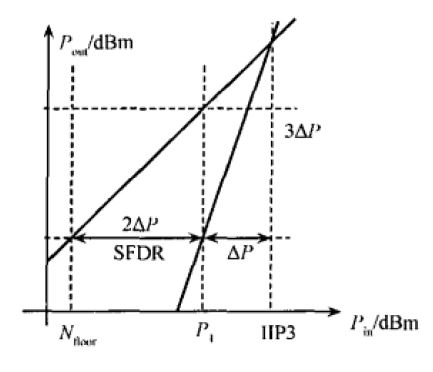 P_out/dBm
3ΔP
2ΔP
SFDR
ΔP
N_floor
P_1
IIP3
P_in/dBm